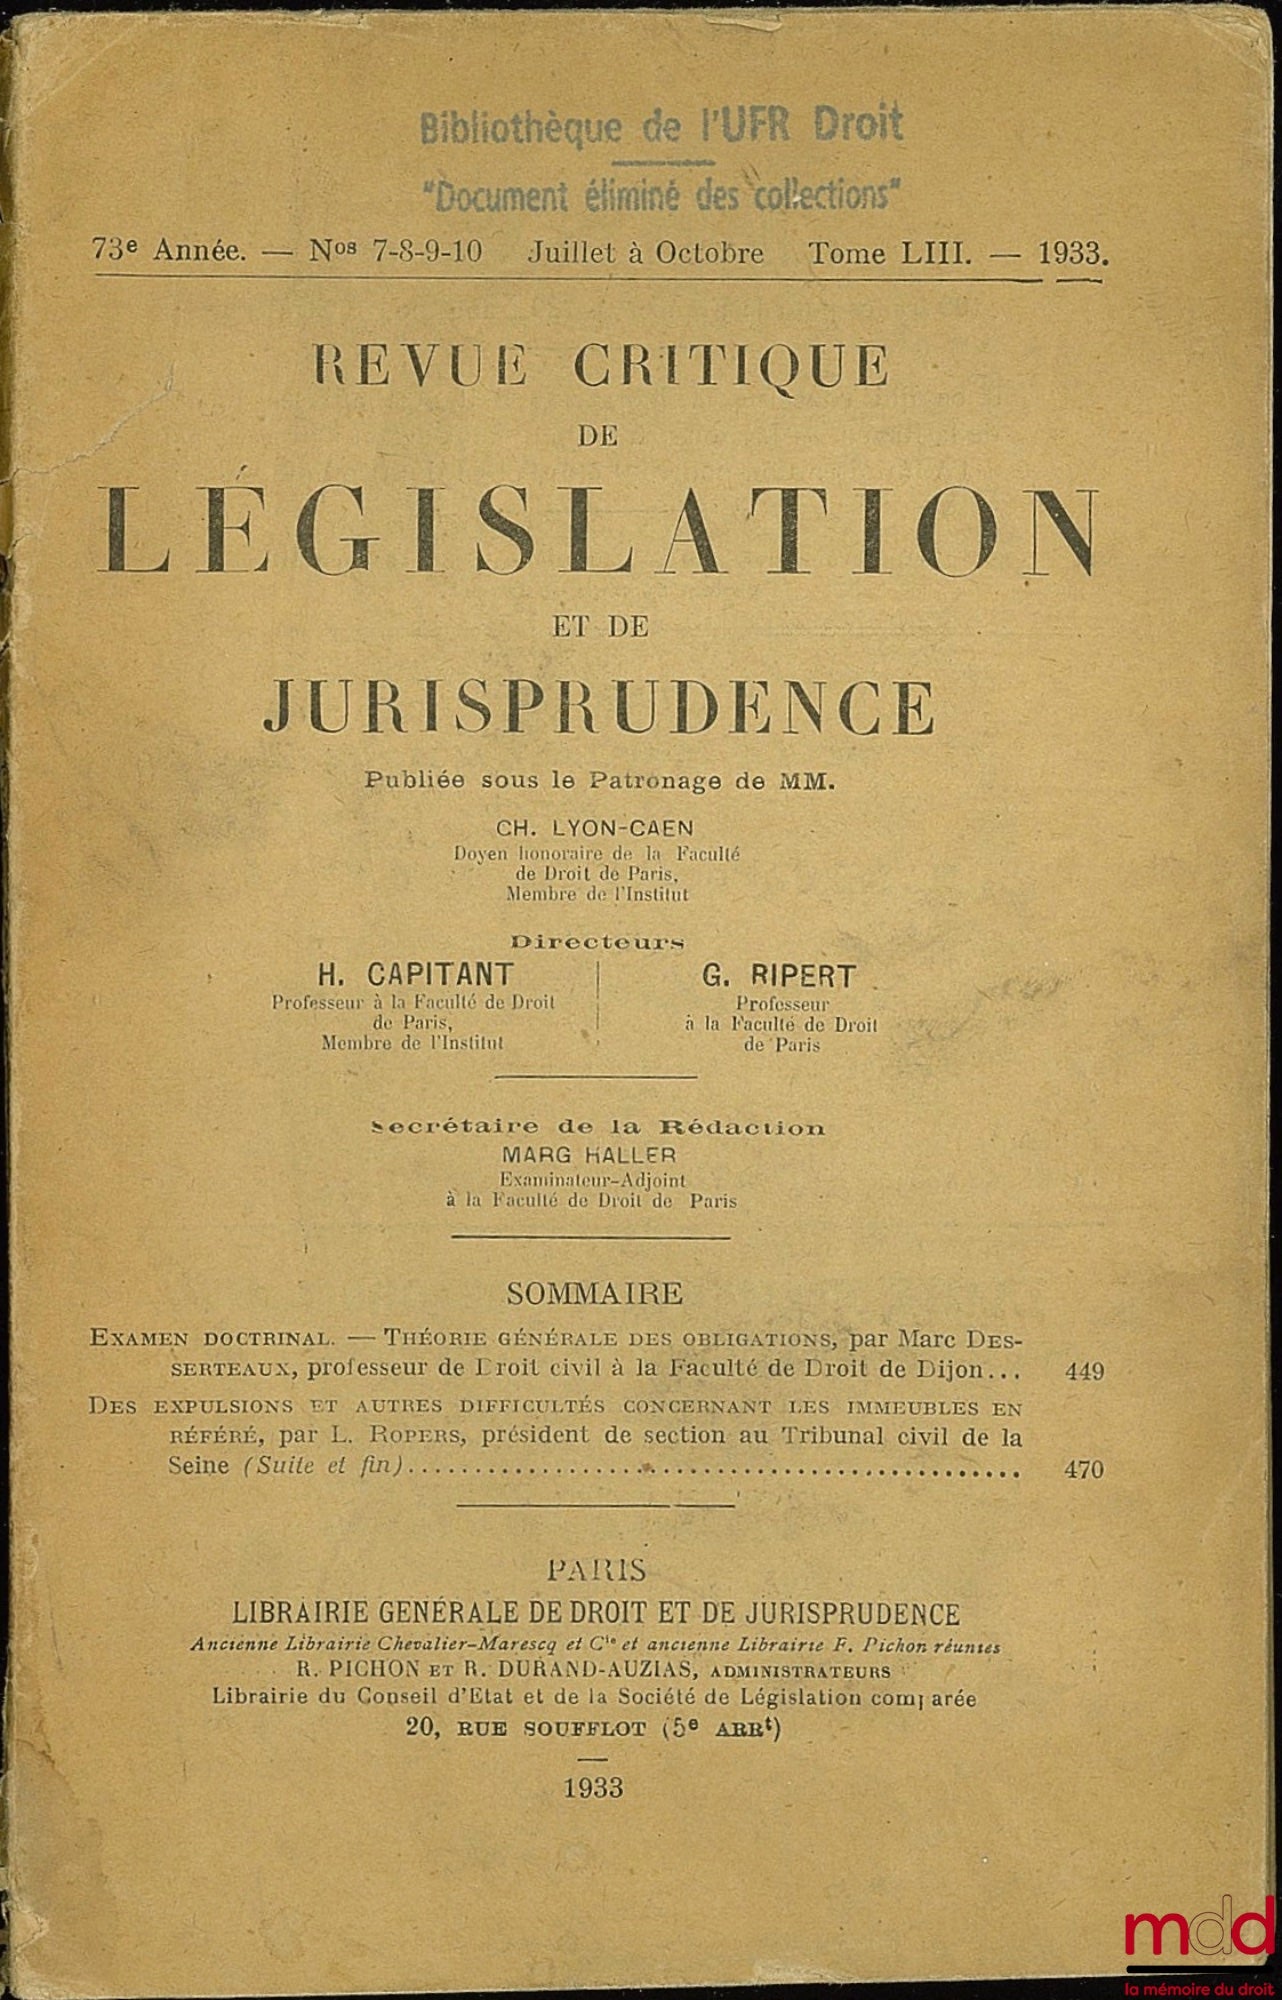 Bibliothèque de l'UFR Droit
"Document éliminé des collections"
73e Année. — Nos 7-8-9-10 Juillet à Octobre Tome LIII. — 1933.
REVUE CRITIQUE
DE
LÉGISLATION
ET DE
JURISPRUDENCE
Publiée sous le Patronage de MM.
CH. LYON-CAEN
Doyen honoraire de la Faculté
de Droit de Paris,
Membre de l'Institut
Directeurs
H. CAPITANT
Professeur à la Faculté de Droit
de Paris,
Membre de l'Institut
G. RIPERT
Professeur
à la Faculté de Droit
de Paris
Secrétaire de la Rédaction
MARG HALLER
Examinateur-Adjoint
à la Faculté de Droit de Paris
SOMMAIRE
EXAMEN DOCTRINAL. — THÉORIE GÉNÉRALE DES OBLIGATIONS, par Marc DES-
SERTEAUX, professeur de Droit civil à la Faculté de Droit de Dijon... 449
DES EXPULSIONS ET AUTRES DIFFICULTÉS CONCERNANT LES IMMEUBLES EN
RÉFÉRÉ, par L. ROPERS, président de section au Tribunal civil de la
Seine (Suite et fin)............................................. 470
PARIS
LIBRAIRIE GENÉRALE DE DROIT ET DE JURISPRUDENCE
Ancienne Librairie Chevalier-Marescq et Cie et ancienne Librairie F. Pichon réunies
R. PICHON ET R. DURAND-AUZIAS, ADMINISTRATEURS
Librairie du Conseil d'Etat et de la Société de Législation comparée
20, RUE SOUFFLOT (5e ARRt)
1933
mdd
la mémoire du droit